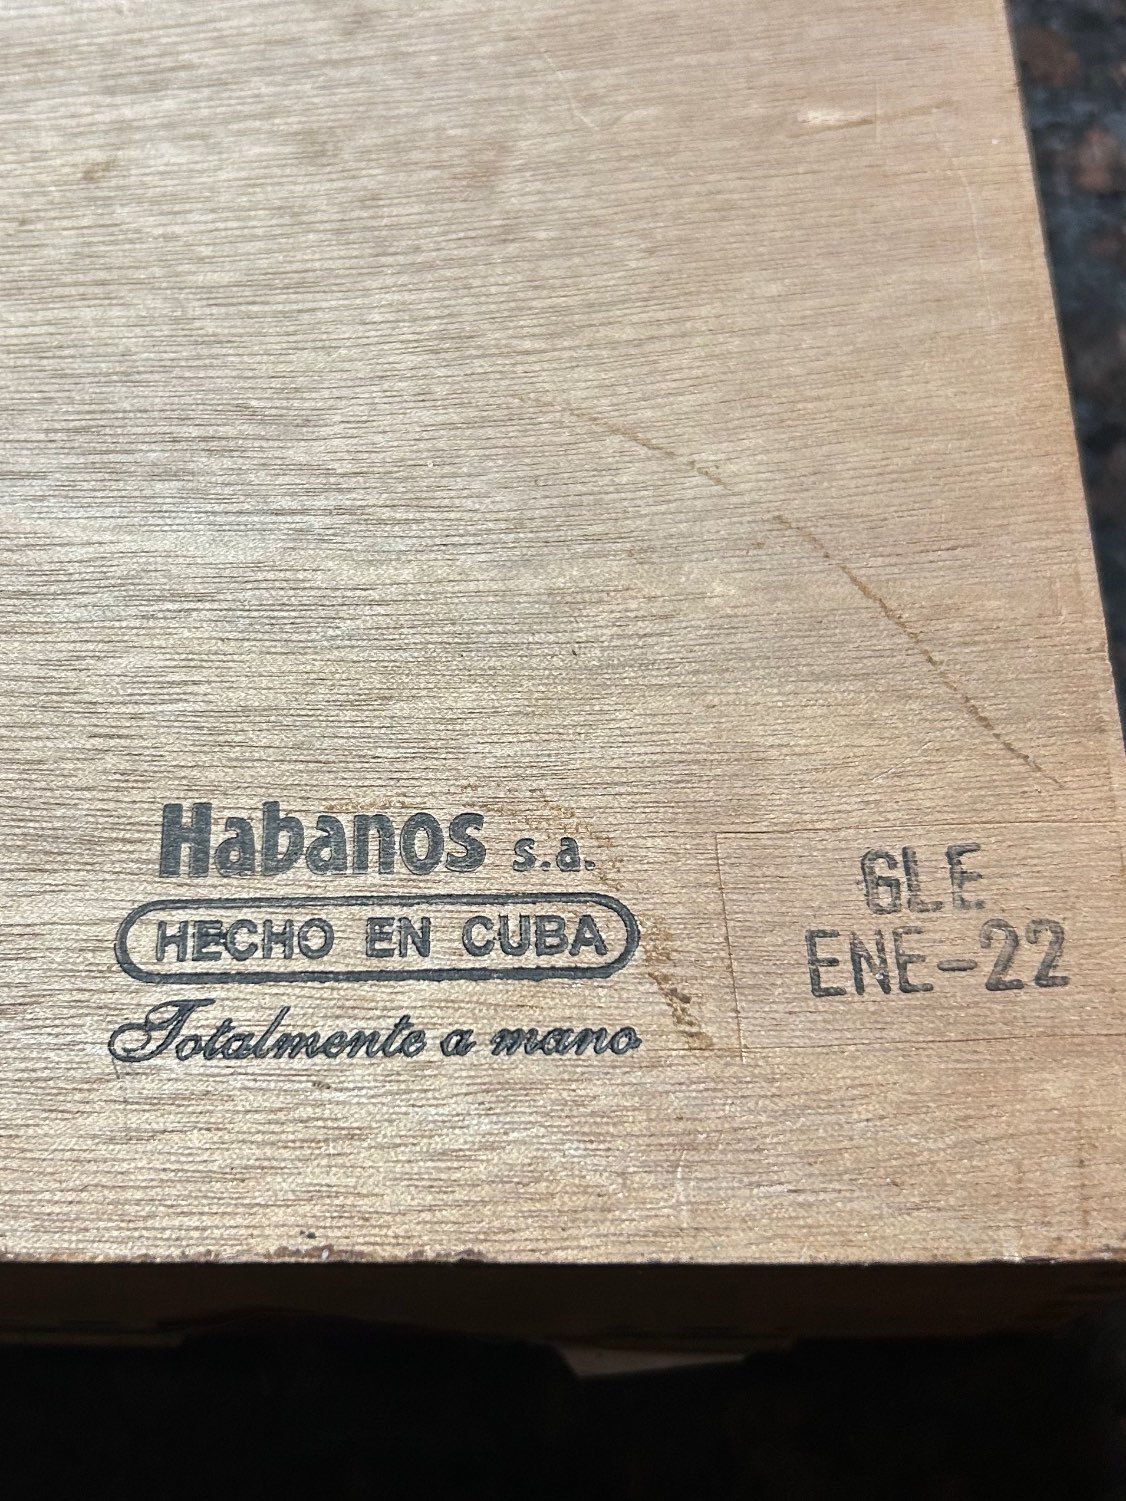 Habanos s.a.
HECHO EN CUBA
Totalmente a mano
GLE
ENE-22